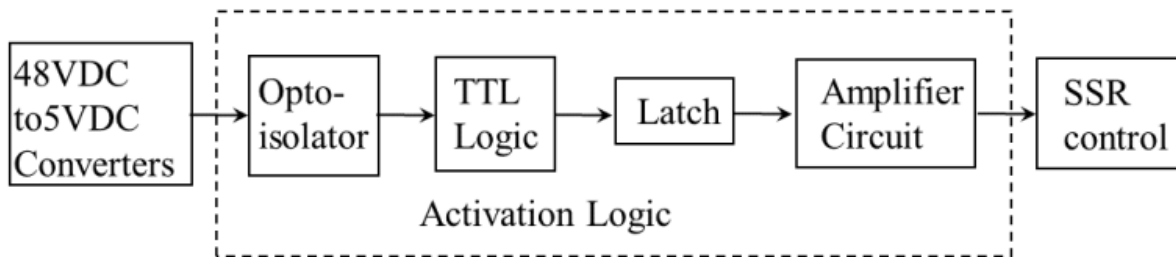 48VDC
to5VDC
Converters
Opto-
isolator
TTL
Logic
Latch
Amplifier
Circuit
SSR
control
Activation Logic